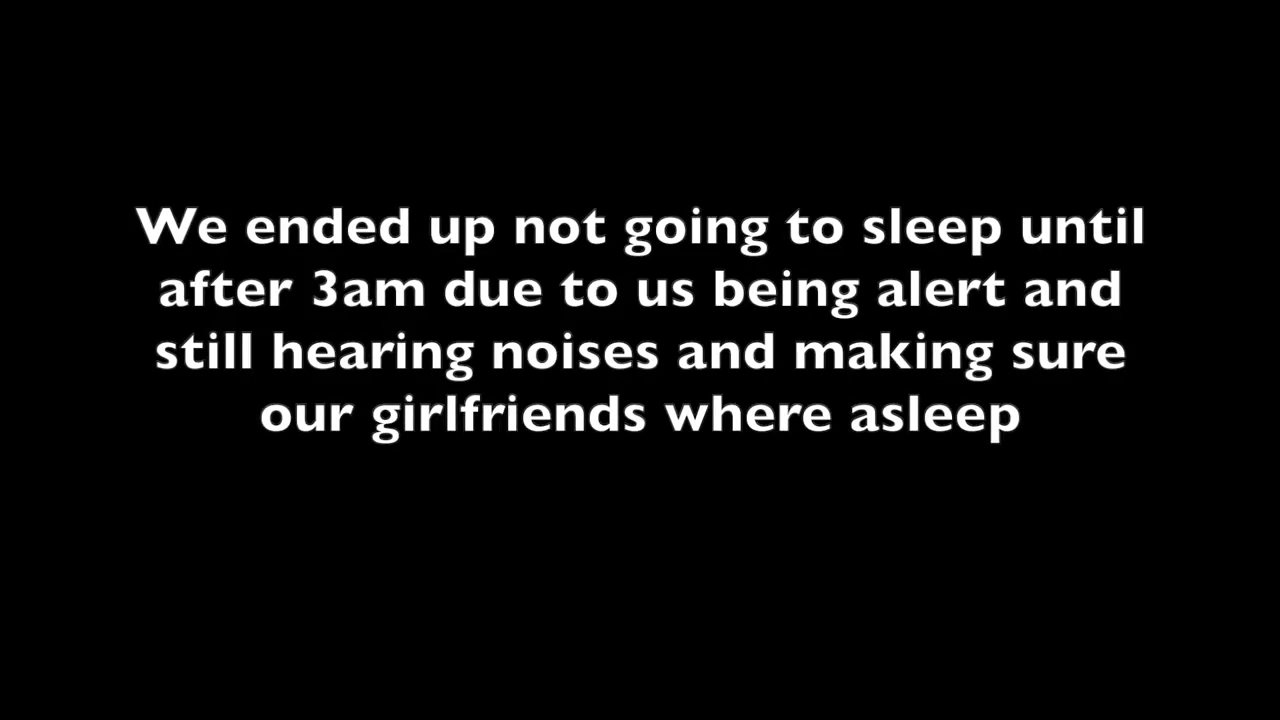 We ended up not going to sleep until
after 3am due to us being alert and
still hearing noises and making sure
our girlfriends where asleep